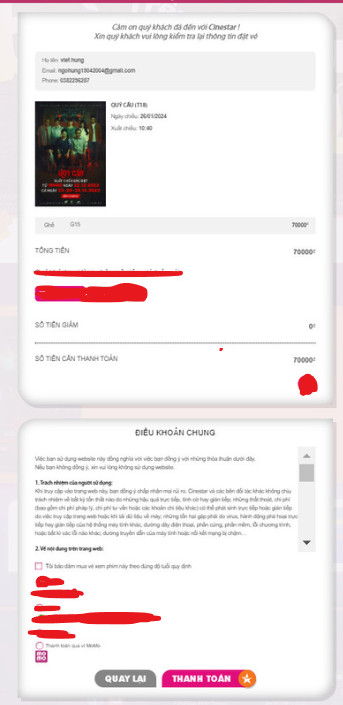 Cảm ơn quý khách đã đến với Cinestar !
Xin quý khách vui lòng kiểm tra lại thông tin đặt vé
Họ tên: viet hung
Email: ngohung18042004@gmail.com
Phone: 0382296287
QUỶ CẨU (T18)
Ngày chiếu: 26/01/2024
Xuất chiếu: 10:40
Ghế G15 70000đ
TỔNG TIỀN 70000đ
SỐ TIỀN GIẢM 0đ
SỐ TIỀN CẦN THANH TOÁN 70000đ
ĐIỀU KHOẢN CHUNG
Việc bạn sử dụng website này đồng nghĩa với việc bạn đồng ý với những thỏa thuận dưới đây.
Nếu bạn không đồng ý, xin vui lòng không sử dụng website.
1. Trách nhiệm của người sử dụng:
Khi truy cập vào trang web này, bạn đồng ý chấp nhận mọi rủi ro. Cinestar và các bên đối tác khác không chịu
trách nhiệm về bất kỳ tổn thất nào do những hậu quả trực tiếp, tình cờ hay gián tiếp; những thất thoát, chi phí
(bao gồm chi phí pháp lý, chi phí tư vấn hoặc các khoản chi tiêu khác) có thể phát sinh trực tiếp hoặc gián tiếp
do việc truy cập trang web hoặc khi tải dữ liệu về máy; những tổn hại gặp phải do virus, hành động phá hoại trực
tiếp hay gián tiếp của hệ thống máy tính khác, đường dây điện thoại, phần cứng, phần mềm, lỗi chương trình,
hoặc bất kì các lỗi nào khác; đường truyền dẫn của máy tính hoặc nối kết mạng bị chậm…
2. Về nội dung trên trang web:
Tôi bảo đảm mua vé xem phim này theo đúng độ tuổi quy định
Thanh toán qua ví MoMo
mo
mo
QUAY LẠI THANH TOÁN